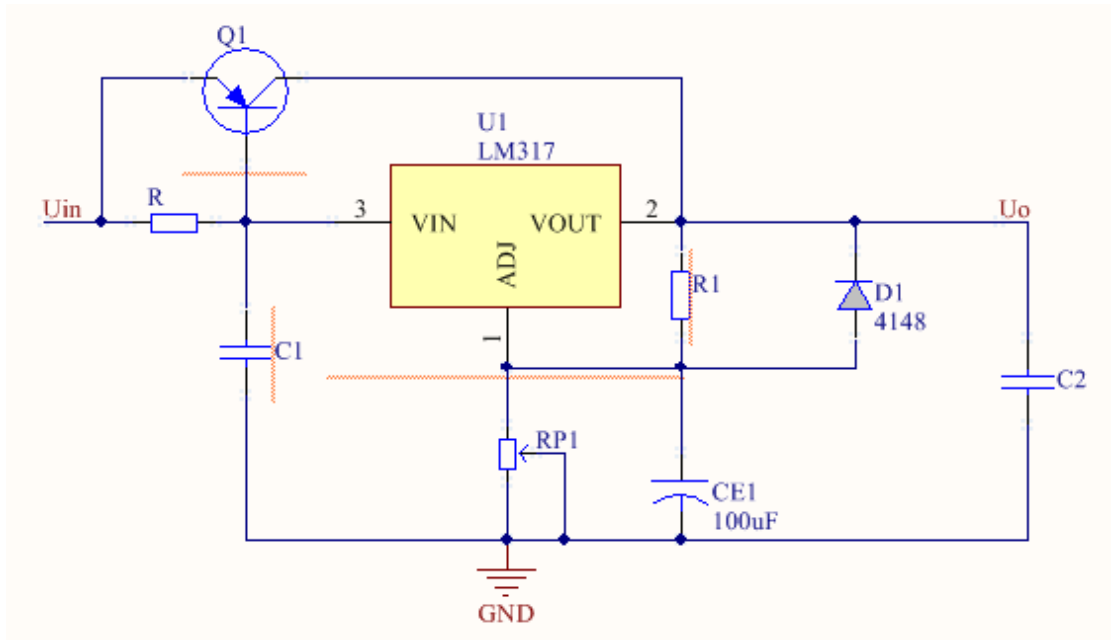 Q1
U1
LM317
Uin
R
3
VIN
VOUT
2
Uo
ADJ
1
R1
D1
4148
C1
C2
RP1
CE1
100uF
GND